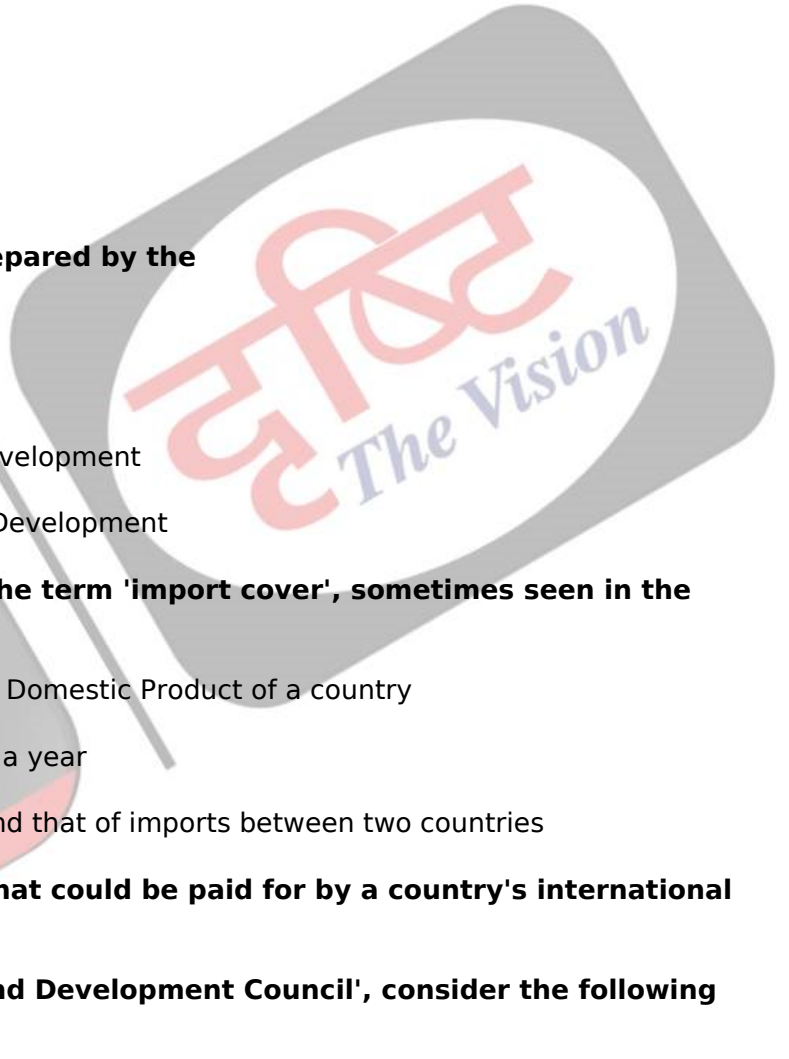 epared by the
दृष्टि
The Vision
velopment
Development
he term 'import cover', sometimes seen in the
Domestic Product of a country
a year
nd that of imports between two countries
hat could be paid for by a country's international
nd Development Council', consider the following